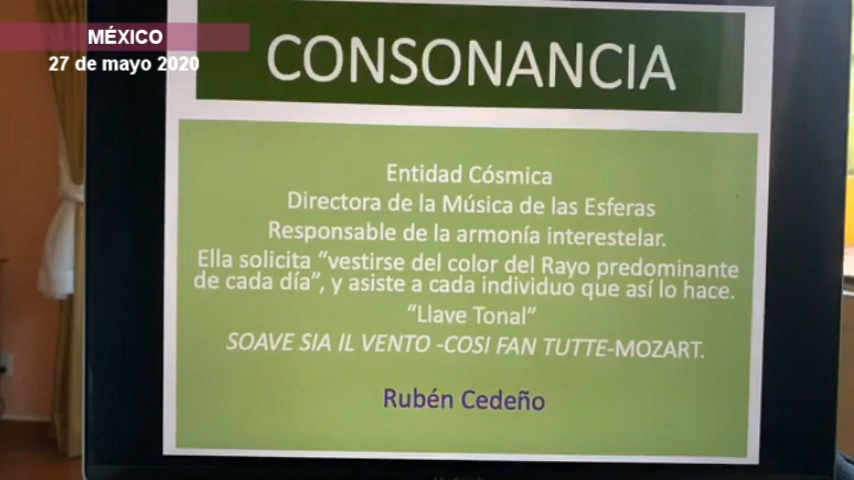 MÉXICO
27 de mayo 2020
CONSONANCIA
Entidad Cósmica
Directora de la Música de las Esferas
Responsable de la armonía interestelar.
Ella solicita “vestirse del color del Rayo predominante
de cada día”, y asiste a cada individuo que así lo hace.
“Llave Tonal”
SOAVE SIA IL VENTO -COSI FAN TUTTE-MOZART.
Rubén Cedeño